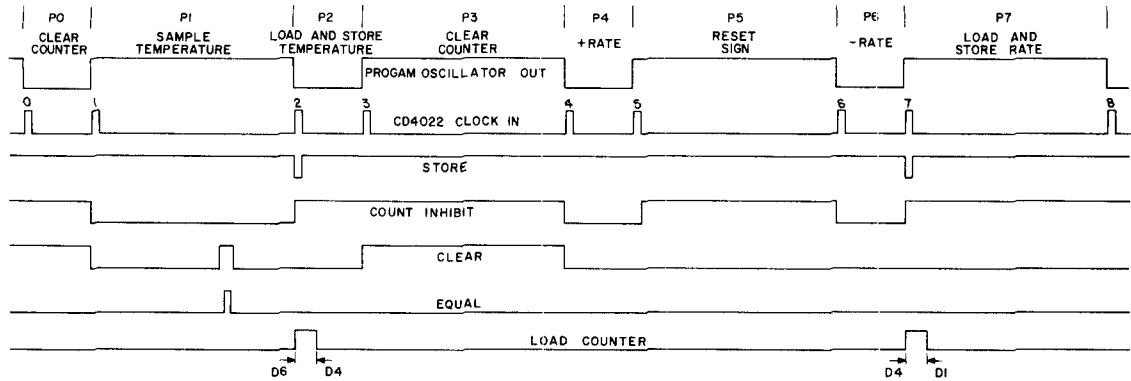 P0 P1 P2 P3 P4 P5 P6 P7
CLEAR COUNTER
SAMPLE TEMPERATURE
LOAD AND STORE TEMPERATURE
CLEAR COUNTER
+RATE
RESET SIGN
-RATE
LOAD AND STORE RATE
PROGAM OSCILLATOR OUT
0 1 2 3 4 5 6 7 8
CD4022 CLOCK IN
STORE
COUNT INHIBIT
CLEAR
EQUAL
LOAD COUNTER
D6 D4 D4 D1